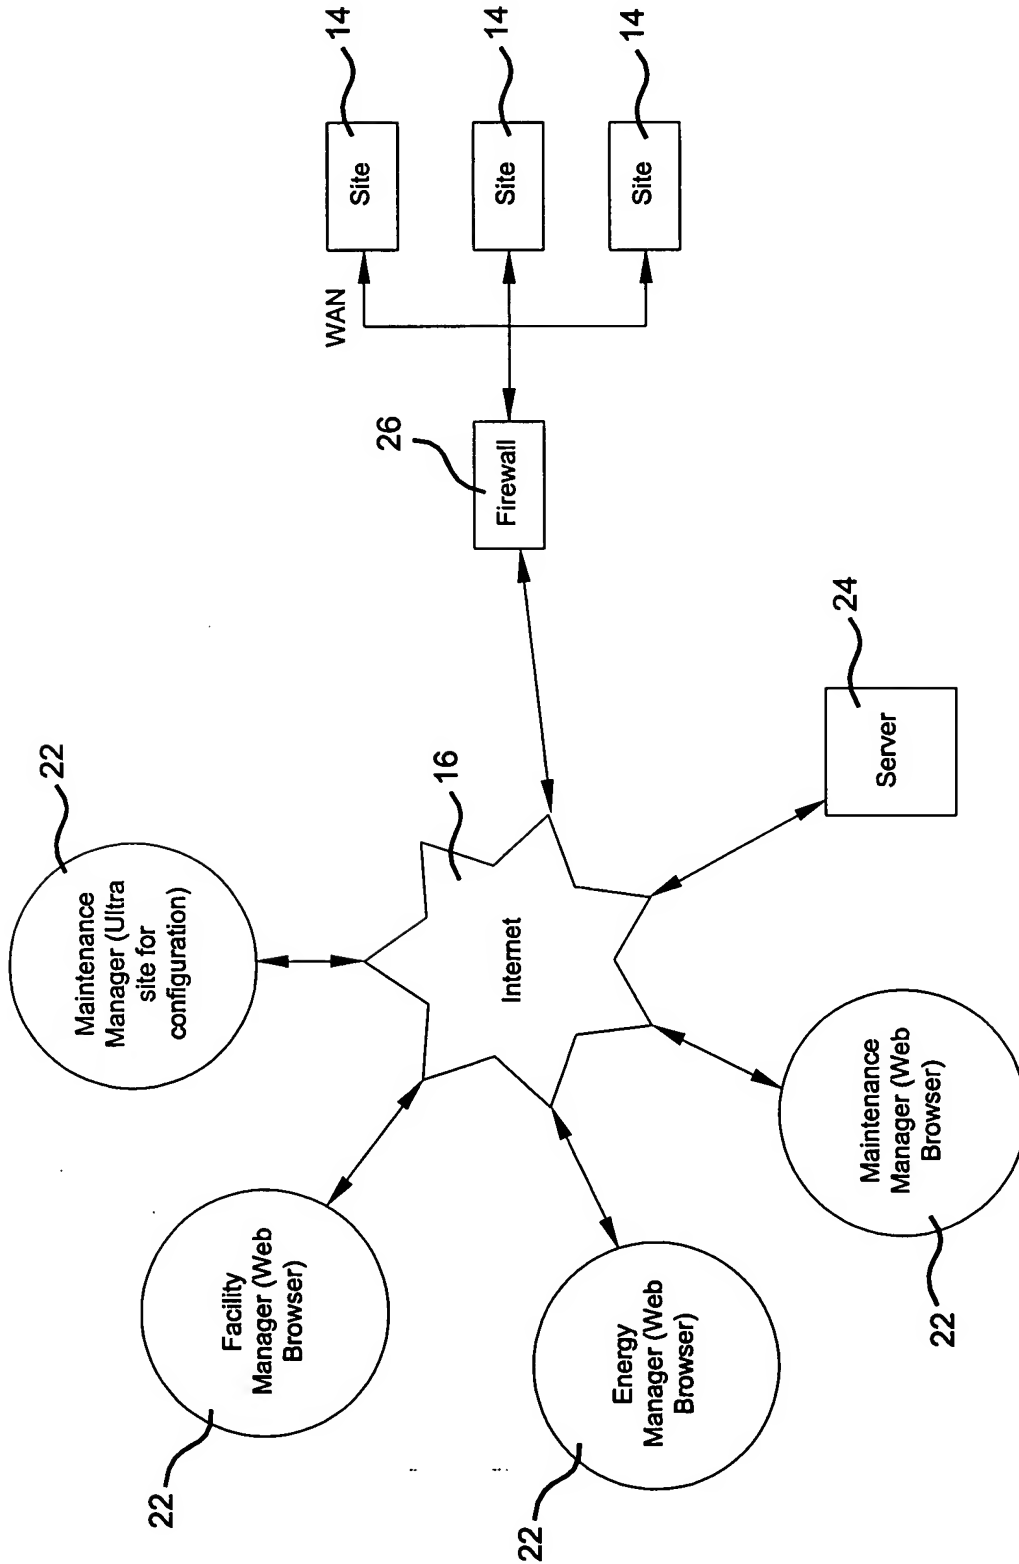 22
Maintenance
Manager (Ultra
site for
configuration)
22
Facility
Manager (Web
Browser)
16
Internet
22
Energy
Manager (Web
Browser)
22
Maintenance
Manager (Web
Browser)
24
Server
26
Firewall
WAN
14
Site
14
Site
14
Site